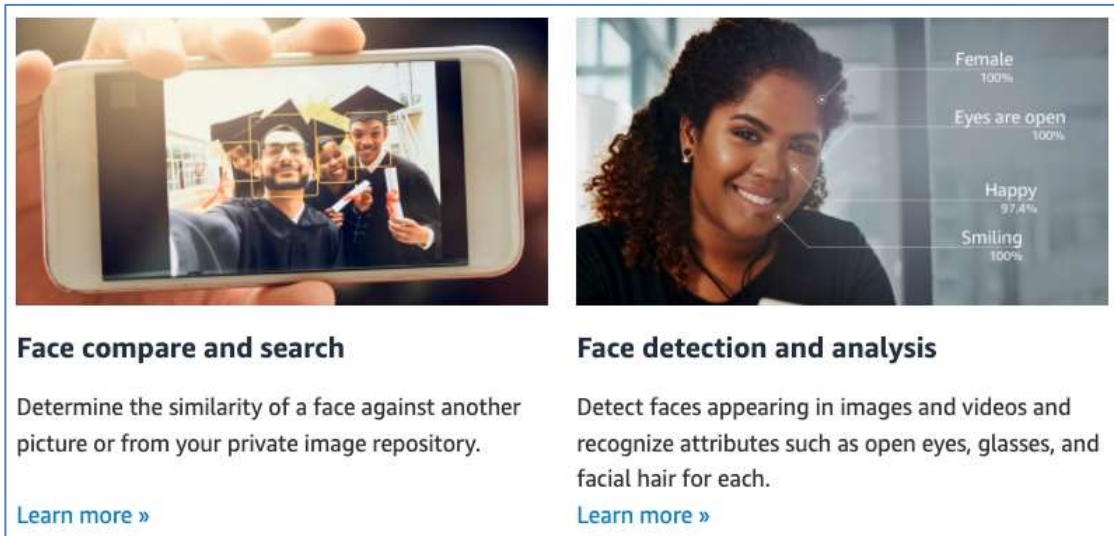 Female
100%
Eyes are open
100%
Happy
97.4%
Smiling
100%
Face compare and search
Determine the similarity of a face against another
picture or from your private image repository.
Learn more »
Face detection and analysis
Detect faces appearing in images and videos and
recognize attributes such as open eyes, glasses, and
facial hair for each.
Learn more »